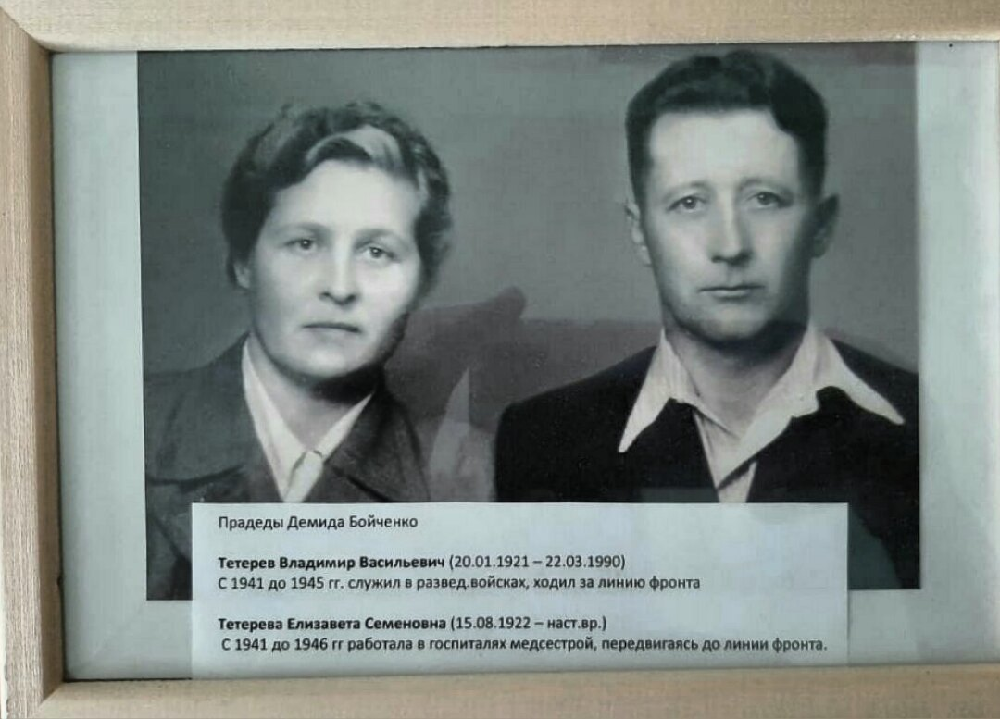 Прадеды Демида Бойченко
Тетерев Владимир Васильевич (20.01.1921 – 22.03.1990)
С 1941 до 1945 гг. служил в развед.войсках, ходил за линию фронта
Тетерева Елизавета Семеновна (15.08.1922 – наст.вр.)
С 1941 до 1946 гг работала в госпиталях медсестрой, передвигаясь до линии фронта.